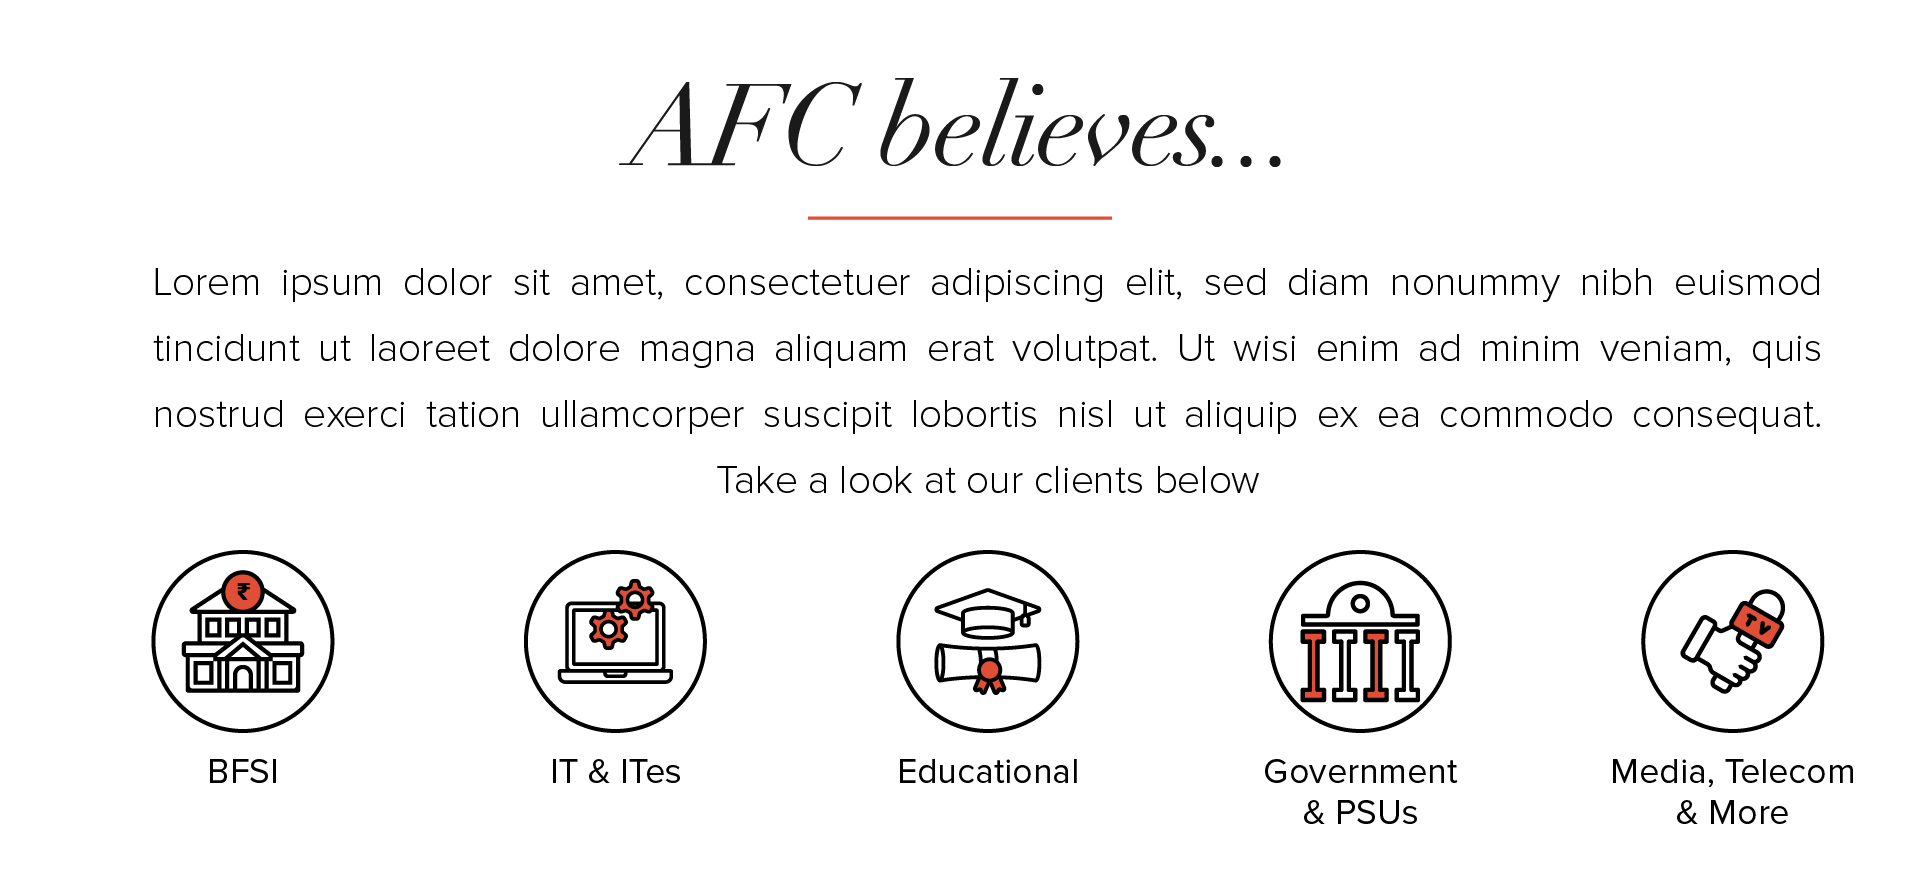 AFC believes...
Lorem ipsum dolor sit amet, consectetuer adipiscing elit, sed diam nonummy nibh euismod
tincidunt ut laoreet dolore magna aliquam erat volutpat. Ut wisi enim ad minim veniam, quis
nostrud exerci tation ullamcorper suscipit lobortis nisl ut aliquip ex ea commodo consequat.
Take a look at our clients below
₹
TV
BFSI
IT & ITes
Educational
Government
& PSUs
Media, Telecom
& More